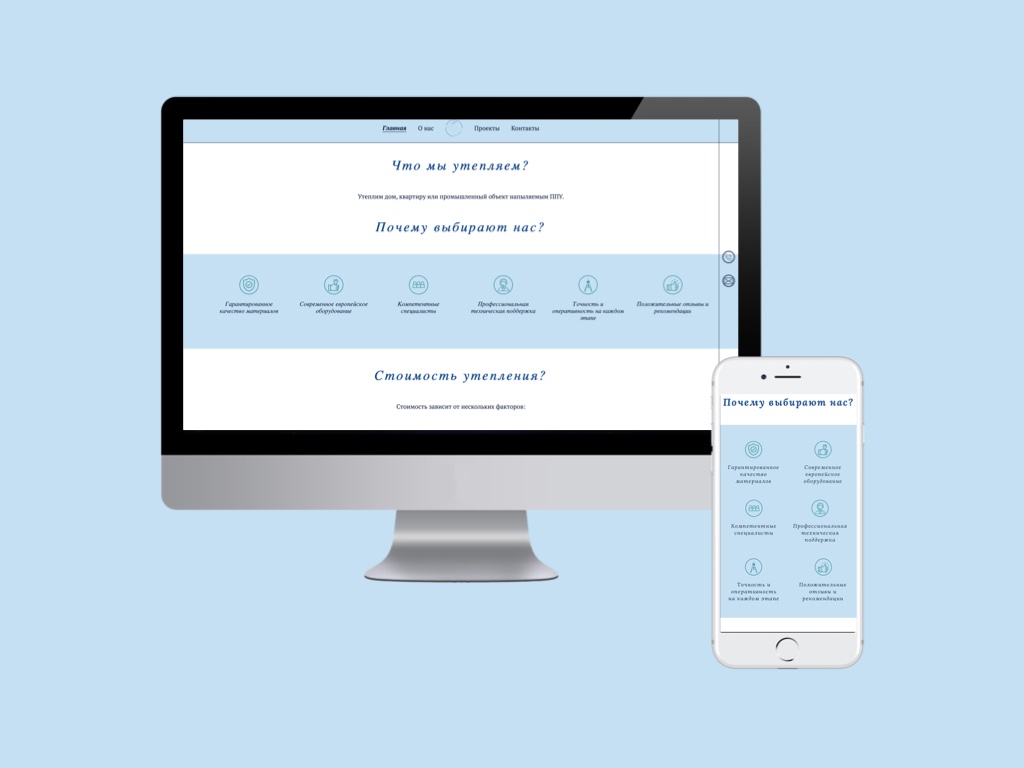 Главная О нас Проекты Контакты
Что мы утепляем?
Утеплим дом, квартиру или промышленный объект напыляемым ППУ.
Почему выбирают нас?
Гарантированное
качество материалов
Современное европейское
оборудование
Компетентные
специалисты
Профессиональная
техническая поддержка
Точность и
оперативность на каждом
этапе
Положительные отзывы и
рекомендации
Стоимость утепления?
Стоимость зависит от нескольких факторов:
Почему выбирают нас?
Гарантированное
качество
материалов
Современное
европейское
оборудование
Компетентные
специалисты
Профессиональная
техническая
поддержка
Точность и
оперативность
на каждом этапе
Положительные
отзывы и
рекомендации